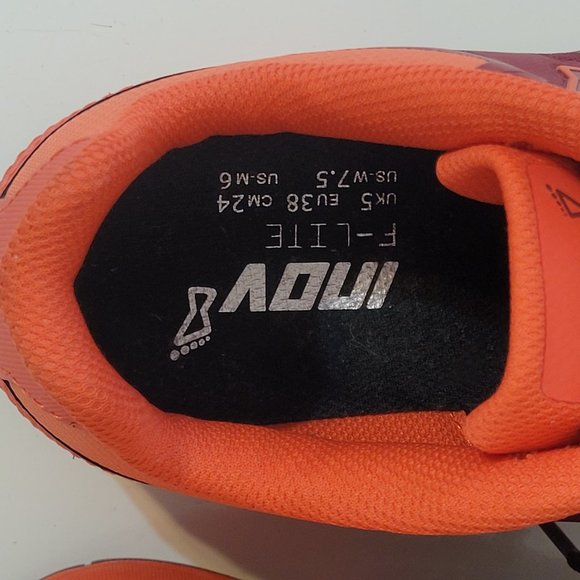 INOV
F-LITE
UK5 EU38 CM24
US-W7.5 US-M6